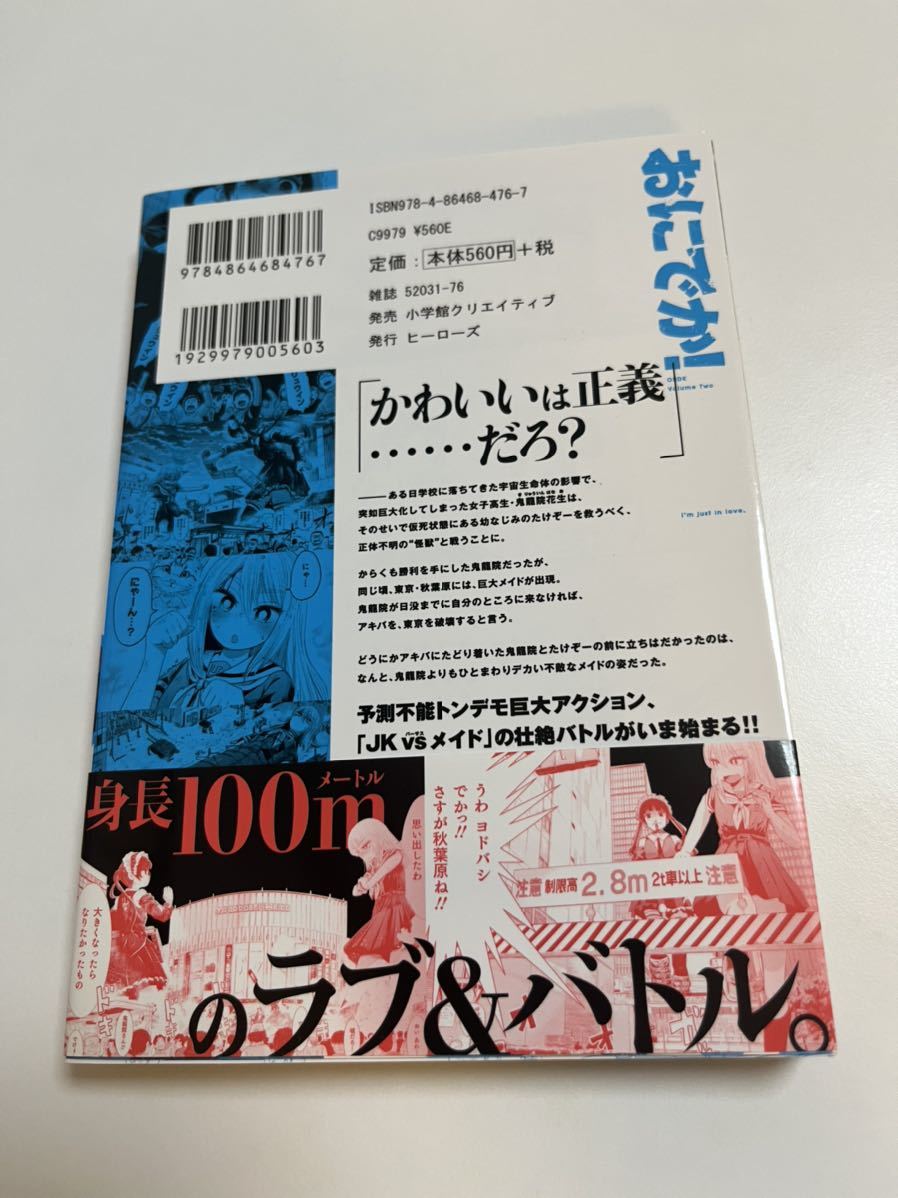 おにでか!
ONDE
Volume Two
I'm just in love.
9784864684767
1929979005603
ISBN978-4-86468-476-7
C9979 ¥560E
定価：本体560円＋税
雑誌 52031-76
発売 小学館クリエイティブ
発行 ヒーローズ
「かわいいは正義
……だろ？」
――ある日学校に落ちてきた宇宙生命体の影響で、
突如巨大化してしまった女子高生・鬼龍院花生は、
そのせいで仮死状態にある幼なじみのたけぞーを救うべく、
正体不明の“怪獣”と戦うことに。
からくも勝利を手にした鬼龍院だったが、
同じ頃、東京・秋葉原には、巨大メイドが出現。
鬼龍院が日没までに自分のところに来なければ、
アキバを、東京を破壊すると言う。
どうにかアキバにたどり着いた鬼龍院とたけぞーの前に立ちはだかったのは、
なんと、鬼龍院よりもひとまわりデカい不敵なメイドの姿だった。
予測不能トンデモ巨大アクション、
「JK vsメイド」の壮絶バトルがいま始まる!!
バーサス
にゃー
にゃーん…？
身長100m
メートル
のラブ&バトル。
思い出したわ
大きくなったら
なりたかったもの
うわ ヨドバシ
でかっ!!
さすが秋葉原ね!!
注意 制限高 2.8m 2t車以上 注意